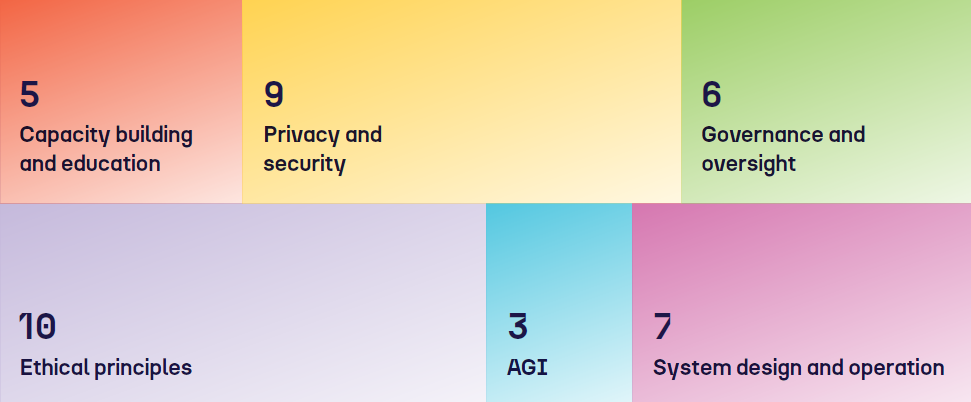 5
Capacity building
and education
9
Privacy and
security
6
Governance and
oversight
10
Ethical principles
3
AGI
7
System design and operation